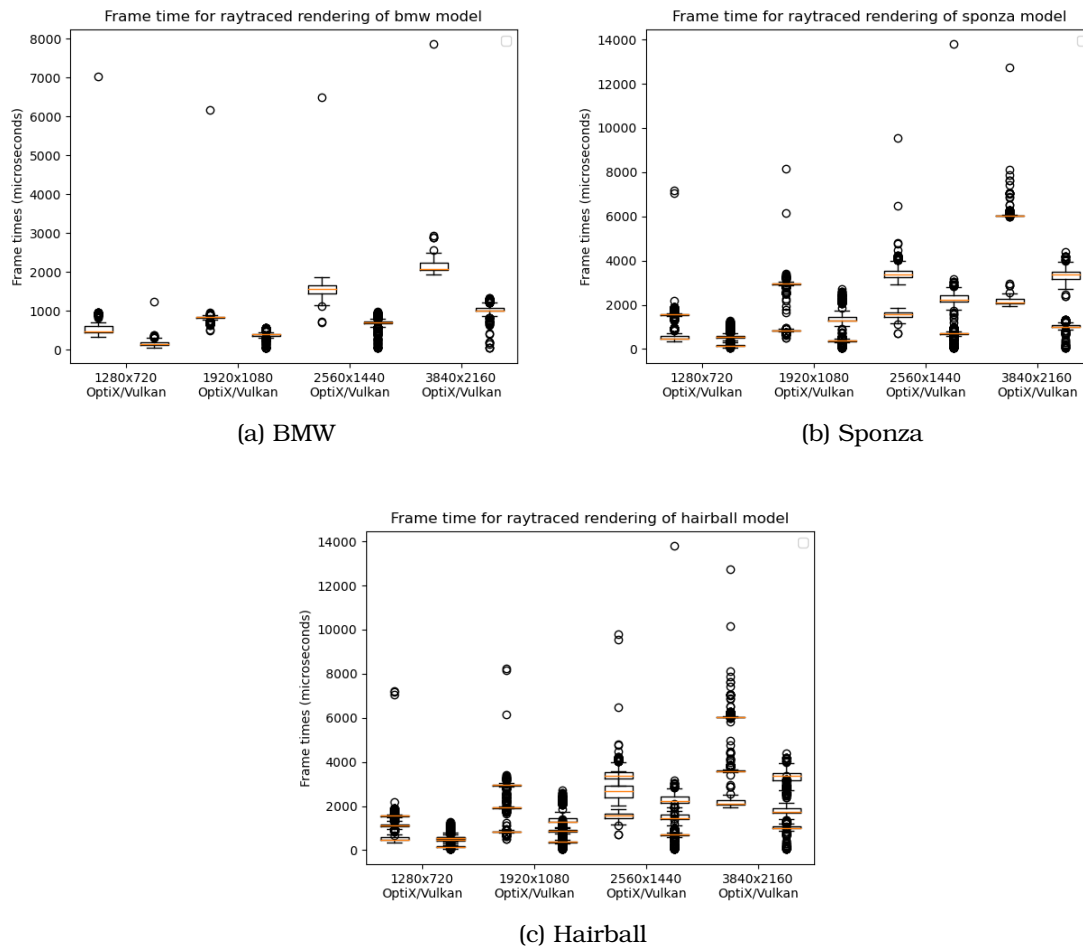 Frame time for raytraced rendering of bmw model
Frame times (microseconds)
8000
7000
6000
5000
4000
3000
2000
1000
0
1280x720 1920x1080 2560x1440 3840x2160
OptiX/Vulkan OptiX/Vulkan OptiX/Vulkan OptiX/Vulkan
(a) BMW
Frame time for raytraced rendering of sponza model
Frame times (microseconds)
14000
12000
10000
8000
6000
4000
2000
0
1280x720 1920x1080 2560x1440 3840x2160
OptiX/Vulkan OptiX/Vulkan OptiX/Vulkan OptiX/Vulkan
(b) Sponza
Frame time for raytraced rendering of hairball model
Frame times (microseconds)
14000
12000
10000
8000
6000
4000
2000
0
1280x720 1920x1080 2560x1440 3840x2160
OptiX/Vulkan OptiX/Vulkan OptiX/Vulkan OptiX/Vulkan
(c) Hairball